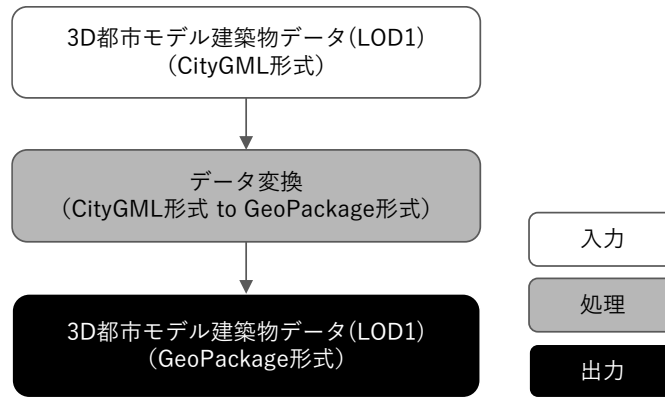 3D都市モデル建築物データ(LOD1)
(CityGML形式)
データ変換
(CityGML形式 to GeoPackage形式)
3D都市モデル建築物データ(LOD1)
(GeoPackage形式)
入力
処理
出力